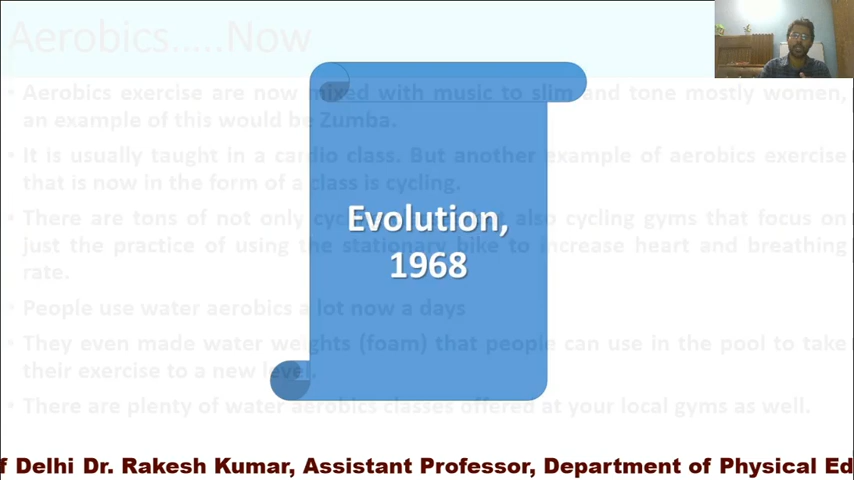 Aerobics.....Now
• Aerobics exercise are now mixed with music to slim and tone mostly women,
an example of this would be Zumba.
• It is usually taught in a cardio class. But another example of aerobics exercise
that is now in the form of a class is cycling.
• There are tons of not only cyc also cycling gyms that focus on
just the practice of using the stationary bike to increase heart and breathing
rate.
• People use water aerobics a lot now a days
• They even made water weights (foam) that people can use in the pool to take
their exercise to a new level.
• There are plenty of water aerobics classes offered at your local gyms as well.
Evolution,
1968
f Delhi Dr. Rakesh Kumar, Assistant Professor, Department of Physical Ed